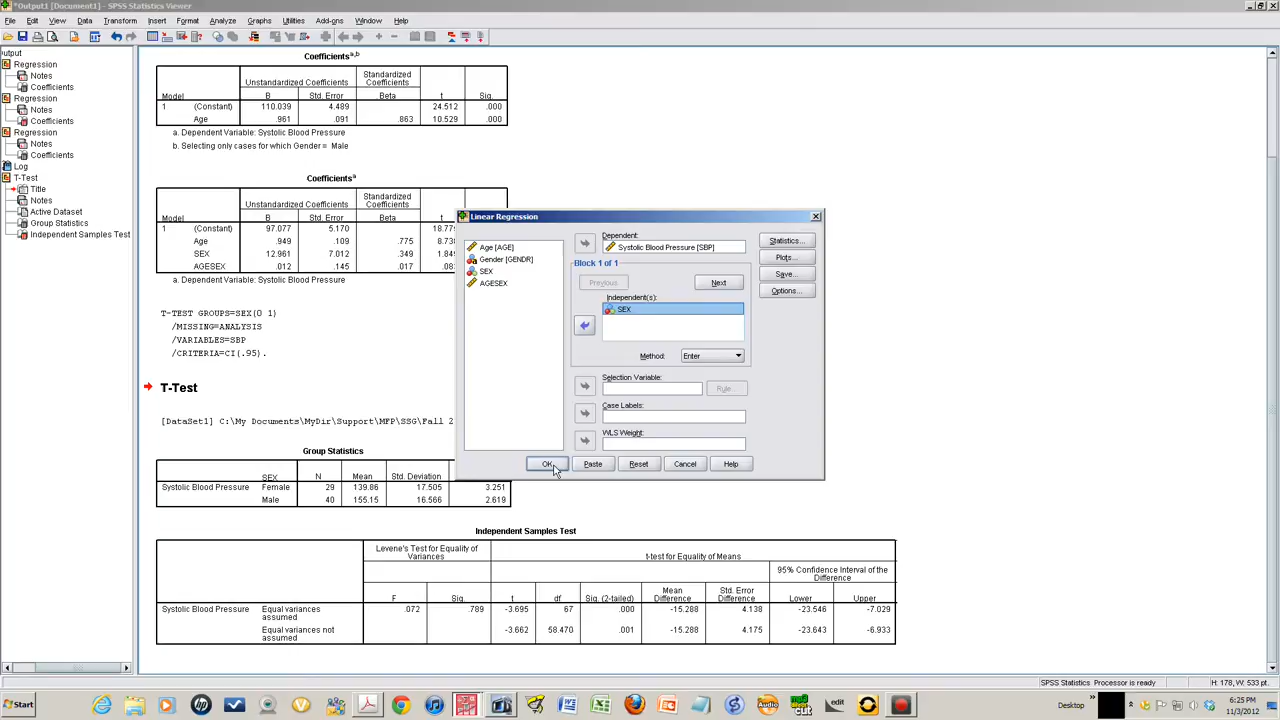 *Output1 [Document1] - SPSS Statistics Viewer
File Edit View Data Transform Insert Format Analyze Graphs Utilities Add-ons Window Help
utput
Regression
Notes
Coefficients
Regression
Notes
Coefficients
Regression
Notes
Coefficients
Log
T-Test
Title
Notes
Active Dataset
Group Statistics
Independent Samples Test
Coefficients a,b
Model Unstandardized Coefficients Standardized Coefficients t Sig.
B Std. Error Beta
1 (Constant) 110.039 4.489 24.512 .000
Age .961 .091 .863 10.529 .000
a. Dependent Variable: Systolic Blood Pressure
b. Selecting only cases for which Gender = Male
Coefficients a
Model Unstandardized Coefficients Standardized Coefficients t
B Std. Error Beta
1 (Constant) 97.077 5.170 18.77
Age .949 .109 .775 8.73
SEX 12.961 7.012 .349 1.84
AGESEX .012 .145 .017 .08
a. Dependent Variable: Systolic Blood Pressure
T-TEST GROUPS=SEX(0 1)
/MISSING=ANALYSIS
/VARIABLES=SBP
/CRITERIA=CI(.95).
T-Test
[DataSet1] C:\My Documents\MyDir\Support\MFP\SSG\Fall 2
Group Statistics
SEX N Mean Std. Deviation
Systolic Blood Pressure Female 29 139.86 17.505 3.251
Male 40 155.15 16.566 2.619
Independent Samples Test
Levene's Test for Equality of Variances t-test for Equality of Means
95% Confidence Interval of the Difference
F Sig. t df Sig. (2-tailed) Mean Difference Std. Error Difference Lower Upper
Systolic Blood Pressure Equal variances assumed .072 .789 -3.695 67 .000 -15.288 4.138 -23.546 -7.029
Equal variances not assumed -3.662 58.470 .001 -15.288 4.175 -23.643 -6.933
Linear Regression
Age [AGE]
Gender [GENDR]
SEX
AGESEX
Dependent:
Systolic Blood Pressure [SBP]
Block 1 of 1
Previous Next
Independent(s):
SEX
Method: Enter
Selection Variable:
Rule...
Case Labels:
WLS Weight:
Statistics...
Plots...
Save...
Options...
OK Paste Reset Cancel Help
SPSS Statistics Processor is ready H: 178, W: 533 pt.
Start
Audio
edit
Desktop
6:25 PM
11/3/2012